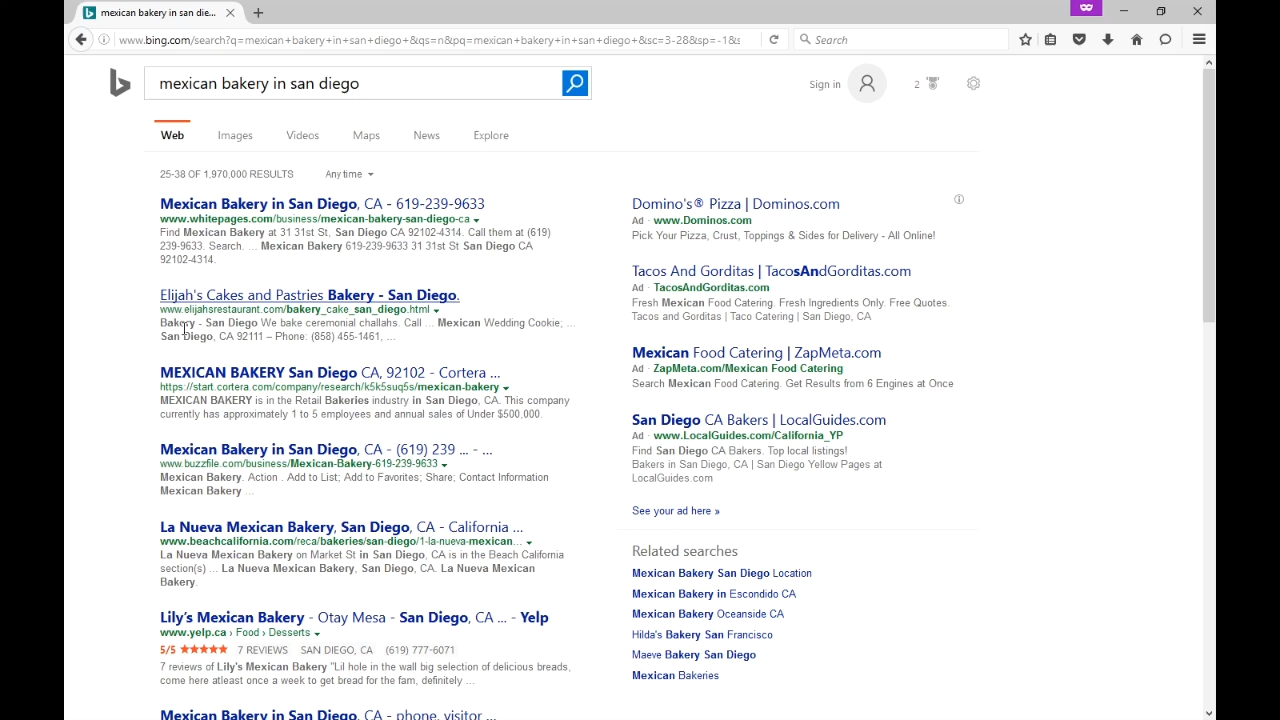 mexican bakery in san die...
www.bing.com/search?q=mexican+bakery+in+san+diego+&qs=n&pq=mexican+bakery+in+san+diego+&sc=3-28&sp=-1&s
Search
mexican bakery in san diego
Sign in
2
Web Images Videos Maps News Explore
25-38 OF 1,970,000 RESULTS Any time
Mexican Bakery in San Diego, CA - 619-239-9633
www.whitepages.com/business/mexican-bakery-san-diego-ca
Find Mexican Bakery at 31 31st St, San Diego CA 92102-4314. Call them at (619)
239-9633. Search. ... Mexican Bakery 619-239-9633 31 31st St San Diego CA
92102-4314.
Elijah's Cakes and Pastries Bakery - San Diego.
www.elijahsrestaurant.com/bakery_cake_san_diego.html
Bakery - San Diego We bake ceremonial challahs. Call ... Mexican Wedding Cookie; ...
San Diego, CA 92111 – Phone: (858) 455-1461, ...
MEXICAN BAKERY San Diego CA, 92102 - Cortera ...
https://start.cortera.com/company/research/k5k5suq5s/mexican-bakery
MEXICAN BAKERY is in the Retail Bakeries industry in San Diego, CA. This company
currently has approximately 1 to 5 employees and annual sales of Under $500,000.
Mexican Bakery in San Diego, CA - (619) 239 ... - ...
www.buzzfile.com/business/Mexican-Bakery-619-239-9633
Mexican Bakery. Action . Add to List; Add to Favorites; Share; Contact Information
Mexican Bakery ...
La Nueva Mexican Bakery, San Diego, CA - California ...
www.beachcalifornia.com/reca/bakeries/san-diego/1-la-nueva-mexican...
La Nueva Mexican Bakery on Market St in San Diego, CA is in the Beach California
section(s) ... La Nueva Mexican Bakery, San Diego, CA. La Nueva Mexican
Bakery.
Lily's Mexican Bakery - Otay Mesa - San Diego, CA ... - Yelp
www.yelp.ca › Food › Desserts
5/5 7 REVIEWS SAN DIEGO, CA (619) 777-6071
7 reviews of Lily's Mexican Bakery "Lil hole in the wall big selection of delicious breads,
come here atleast once a week to get bread for the fam, definitely ...
Mexican Bakery in San Diego, CA - phone, visitor ...
Domino's® Pizza | Dominos.com
Ad · www.Dominos.com
Pick Your Pizza, Crust, Toppings & Sides for Delivery - All Online!
Tacos And Gorditas | TacosAndGorditas.com
Ad · TacosAndGorditas.com
Fresh Mexican Food Catering. Fresh Ingredients Only. Free Quotes.
Tacos and Gorditas | Taco Catering | San Diego, CA
Mexican Food Catering | ZapMeta.com
Ad · ZapMeta.com/Mexican Food Catering
Search Mexican Food Catering. Get Results from 6 Engines at Once
San Diego CA Bakers | LocalGuides.com
Ad · www.LocalGuides.com/California_YP
Find San Diego CA Bakers. Top local listings!
Bakers in San Diego, CA | San Diego Yellow Pages at
LocalGuides.com
See your ad here »
Related searches
Mexican Bakery San Diego Location
Mexican Bakery in Escondido CA
Mexican Bakery Oceanside CA
Hilda's Bakery San Francisco
Maeve Bakery San Diego
Mexican Bakeries